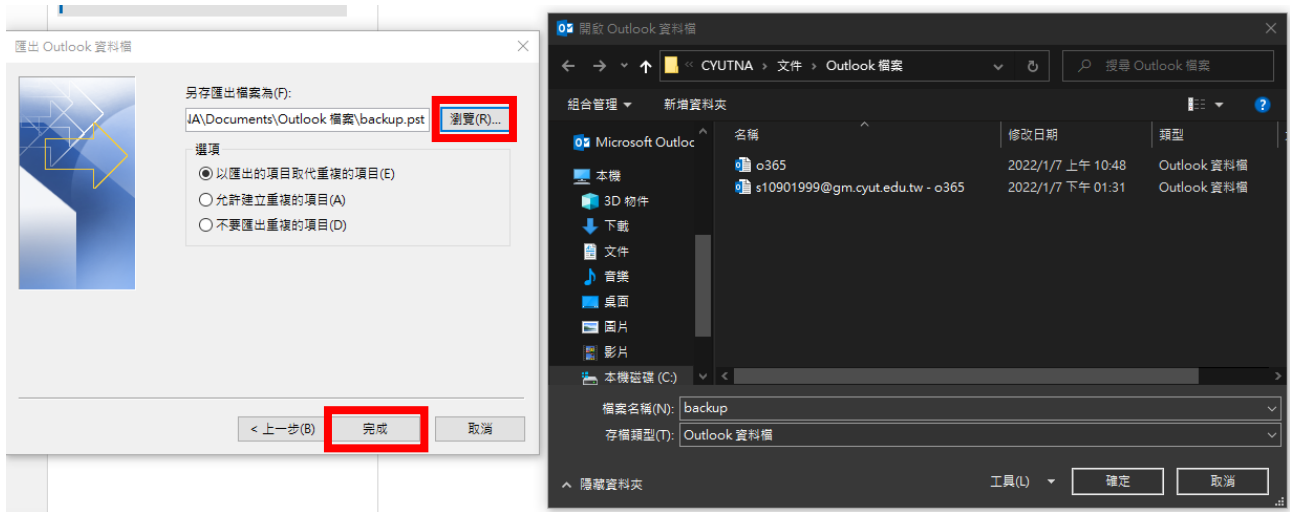 匯出 Outlook 資料檔
另存匯出檔案為(F):
IA\Documents\Outlook 檔案\backup.pst
瀏覽(R)...
選項
以匯出的項目取代重複的項目(E)
允許建立重複的項目(A)
不要匯出重複的項目(D)
< 上一步(B)
完成
取消
開啟 Outlook 資料檔
« CYUTNA > 文件 > Outlook 檔案
搜尋 Outlook 檔案
組合管理
新增資料夾
名稱
修改日期
類型
Microsoft Outloc
本機
3D 物件
下載
文件
音樂
桌面
圖片
影片
本機磁碟 (C:)
o365
2022/1/7 上午 10:48
Outlook 資料檔
s10901999@gm.cyut.edu.tw - o365
2022/1/7 下午 01:31
Outlook 資料檔
檔案名稱(N): backup
存檔類型(T): Outlook 資料檔
隱藏資料夾
工具(L)
確定
取消